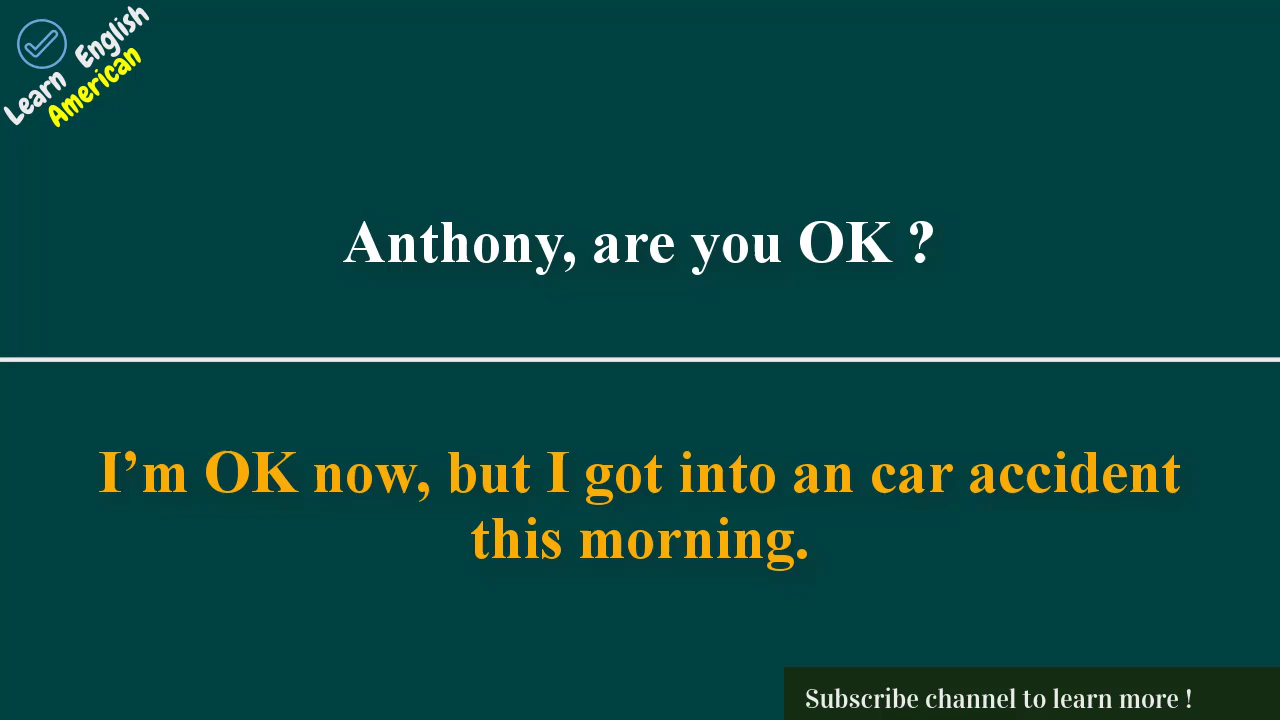 Learn English
American
Anthony, are you OK ?
I’m OK now, but I got into an car accident
this morning.
Subscribe channel to learn more !